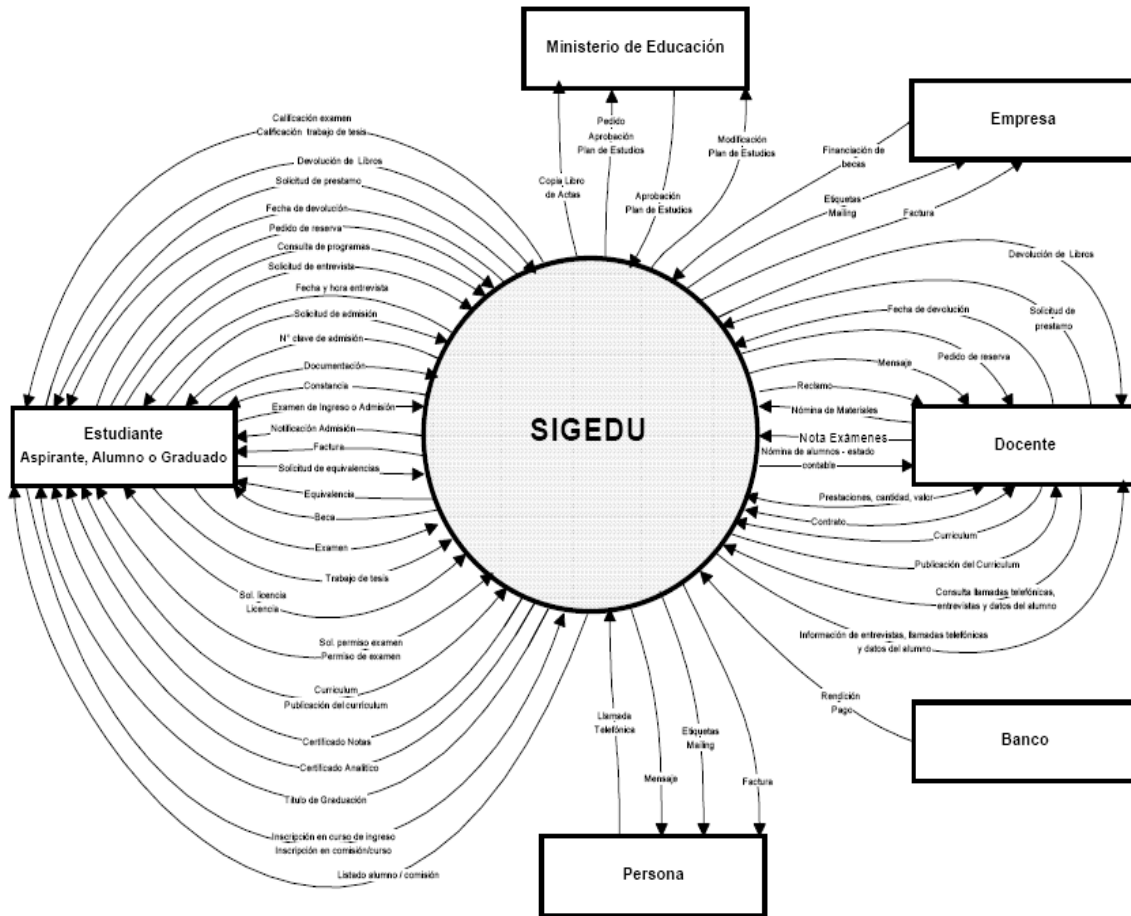 Ministerio de Educación
Empresa
Calificación examen
Calificación trabajo de tesis
Devolución de Libros
Solicitud de prestamo
Fecha de devolución
Pedido de reserva
Consulta de programas
Solicitud de entrevista
Fecha y hora entrevista
Solicitud de admisión
N° clave de admisión
Documentación
Constancia
Examen de Ingreso o Admisión
Notificación Admisión
Factura
Solicitud de equivalencias
Equivalencia
Beca
Examen
Trabajo de tesis
Sol. licencia
Licencia
Sol. permiso examen
Permiso de examen
Curriculum
Publicación del currículum
Certificado Notas
Certificado Analítico
Título de Graduación
Inscripción en curso de ingreso
Inscripción en comisión/curso
Listado alumno / comisión
Estudiante
Aspirante, Alumno o Graduado
SIGEDU
Copia Libro
de Actas
Pedido
Aprobación
Plan de Estudios
Aprobación
Plan de Estudios
Modificación
Plan de Estudios
Financiación de
becas
Etiquetas
Mailing
Factura
Devolución de Libros
Solicitud de
prestamo
Fecha de devolución
Pedido de reserva
Mensaje
Reclamo
Nómina de Materiales
Nota Exámenes
Nómina de alumnos - estado
contable
Docente
Prestaciones, cantidad, valor
Contrato
Curriculum
Publicación del Curriculum
Consulta llamadas telefónicas,
entrevistas y datos del alumno
Información de entrevistas, llamadas telefónicas
y datos del alumno
Rendición
Pago
Banco
Llamada
Telefónica
Mensaje
Etiquetas
Mailing
Factura
Persona